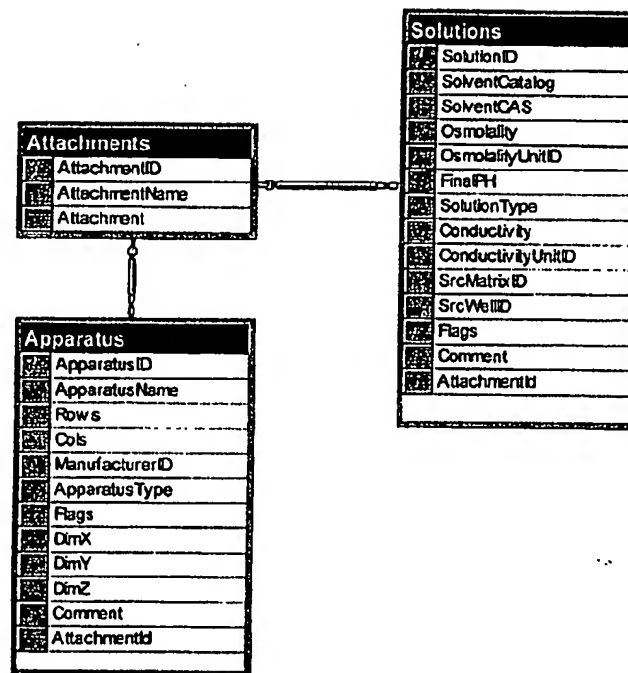 Attachments
AttachmentID
AttachmentName
Attachment
Apparatus
ApparatusID
ApparatusName
Rows
Cols
ManufacturerID
ApparatusType
Flags
DimX
DimY
DimZ
Comment
AttachmentId
Solutions
SolutionID
SolventCatalog
SolventCAS
Osmolality
OsmolalityUnitID
FinalPH
SolutionType
Conductivity
ConductivityUnitID
SrcMatrixID
SrcWellID
Flags
Comment
AttachmentId